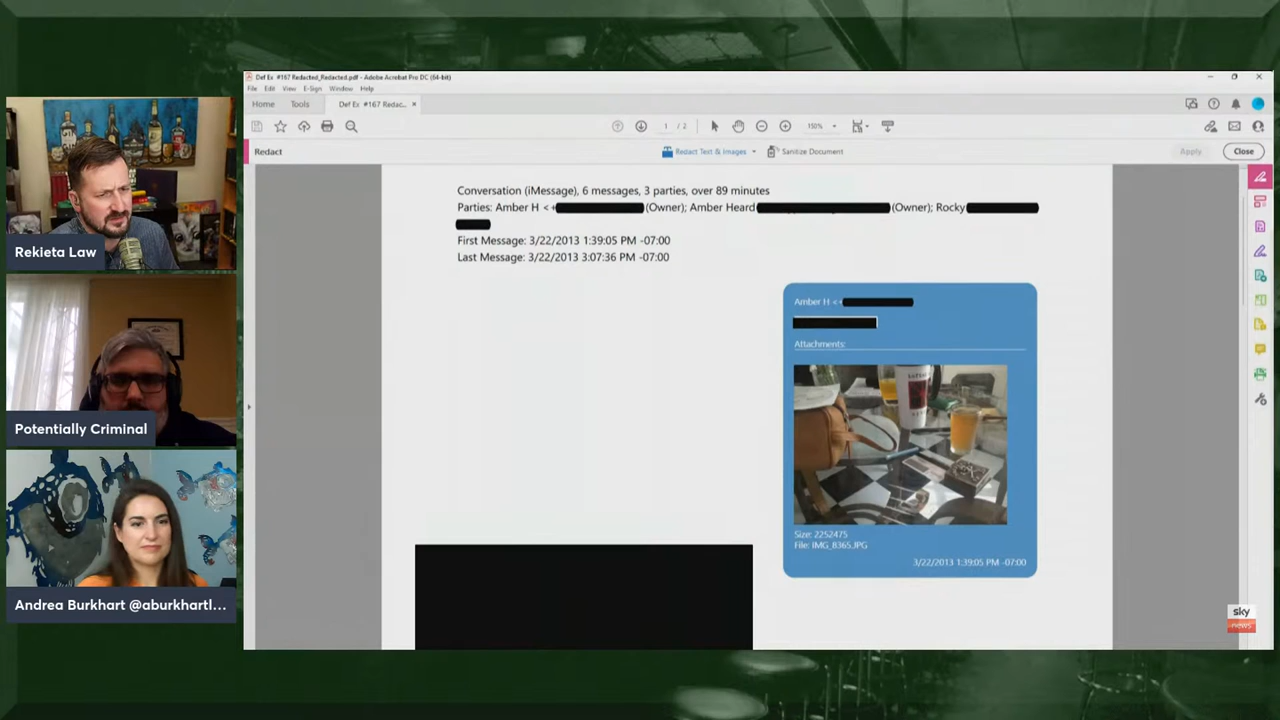 Def Ex #167 Redacted_Redacted.pdf - Adobe Acrobat Pro DC (64-bit)
File Edit View E-Sign Window Help
Home Tools Def Ex #167 Redac... ×
1 / 2 150%
Redact Redact Text & Images Sanitize Document Apply Close
Conversation (iMessage), 6 messages, 3 parties, over 89 minutes
Parties: Amber H <+ (Owner); Amber Heard (Owner); Rocky
First Message: 3/22/2013 1:39:05 PM -07:00
Last Message: 3/22/2013 3:07:36 PM -07:00
Amber H <+
Attachments:
Size: 2252475
File: IMG_8365.JPG
3/22/2013 1:39:05 PM -07:00
Rekieta Law
Potentially Criminal
Andrea Burkhart @aburkhartl...
sky
news